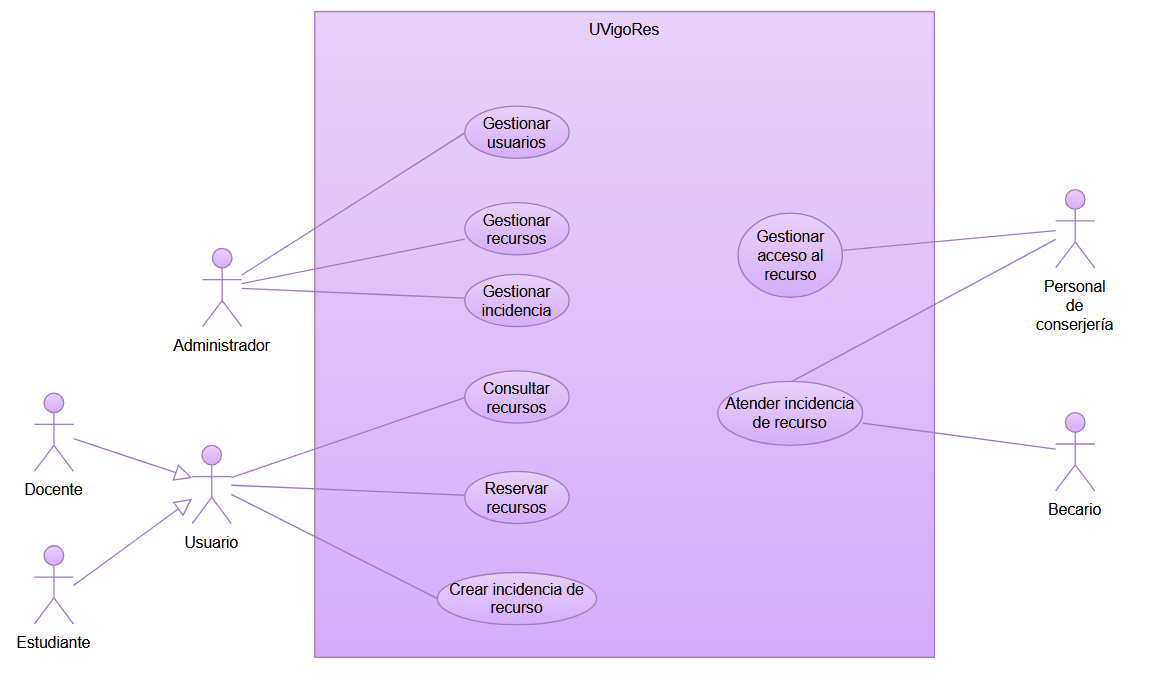 UVigoRes
Gestionar
usuarios
Gestionar
recursos
Gestionar
incidencia
Administrador
Consultar
recursos
Reservar
recursos
Crear incidencia de
recurso
Docente
Usuario
Estudiante
Gestionar
acceso al
recurso
Atender incidencia
de recurso
Personal
de
conserjería
Becario